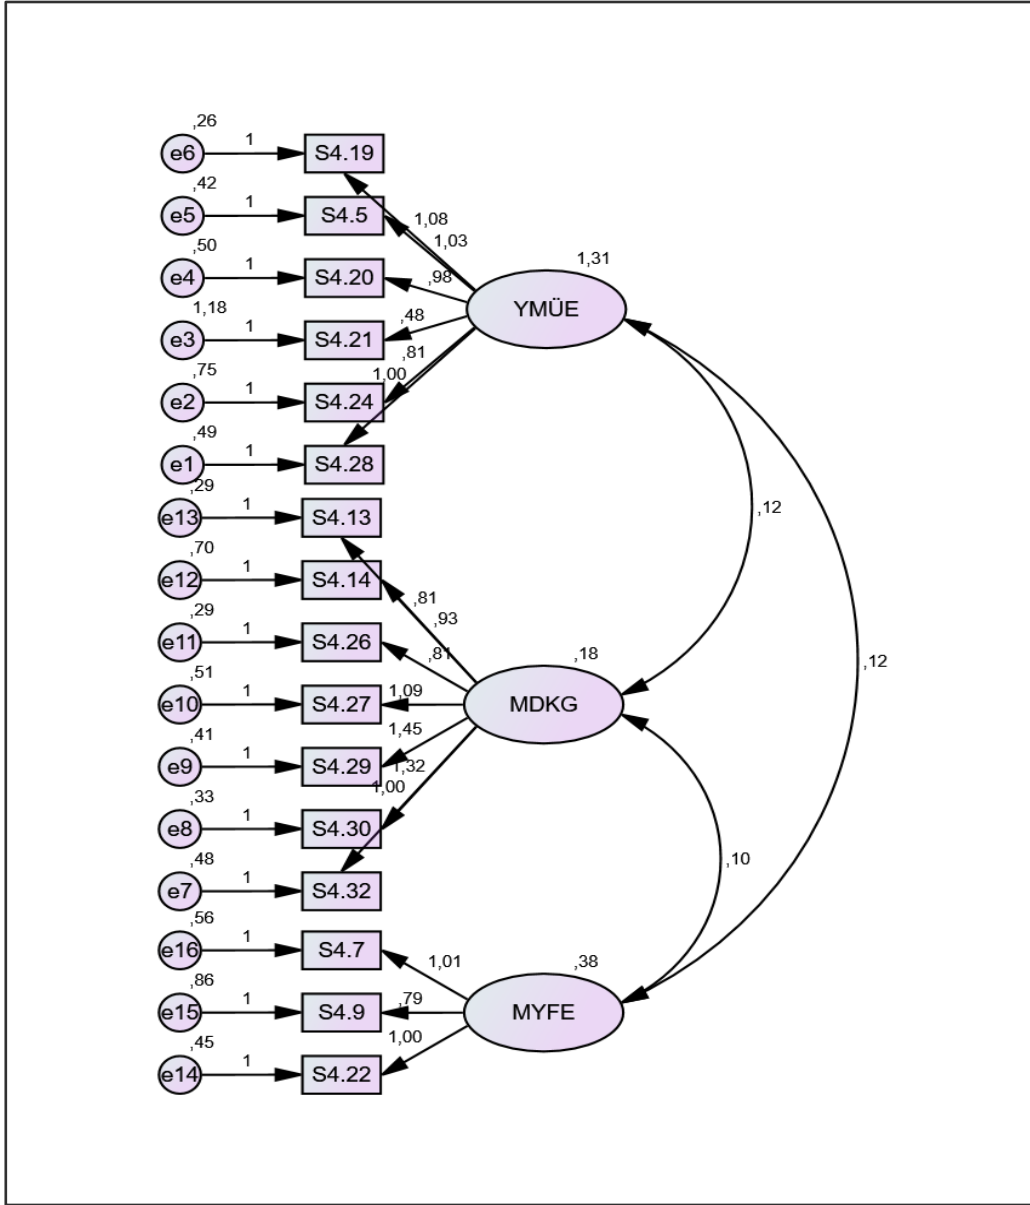 ,26
e6 1 S4.19
,42
e5 1 S4.5 1,08
1,03
,50
e4 1 S4.20 ,98
1,31
YMÜE
1,18
e3 1 S4.21 ,48
,81
,75
e2 1 S4.24 1,00
,49
e1 1 S4.28
,29
e13 1 S4.13
,12
,70
e12 1 S4.14 ,81
,93
,29
e11 1 S4.26 ,81
,18
,12
,51
e10 1 S4.27 1,09
MDKG
1,45
,41
e9 1 S4.29 1,32
1,00
,33
e8 1 S4.30
,10
,48
e7 1 S4.32
,56
e16 1 S4.7 1,01
,38
,86
e15 1 S4.9 ,79
MYFE
1,00
,45
e14 1 S4.22